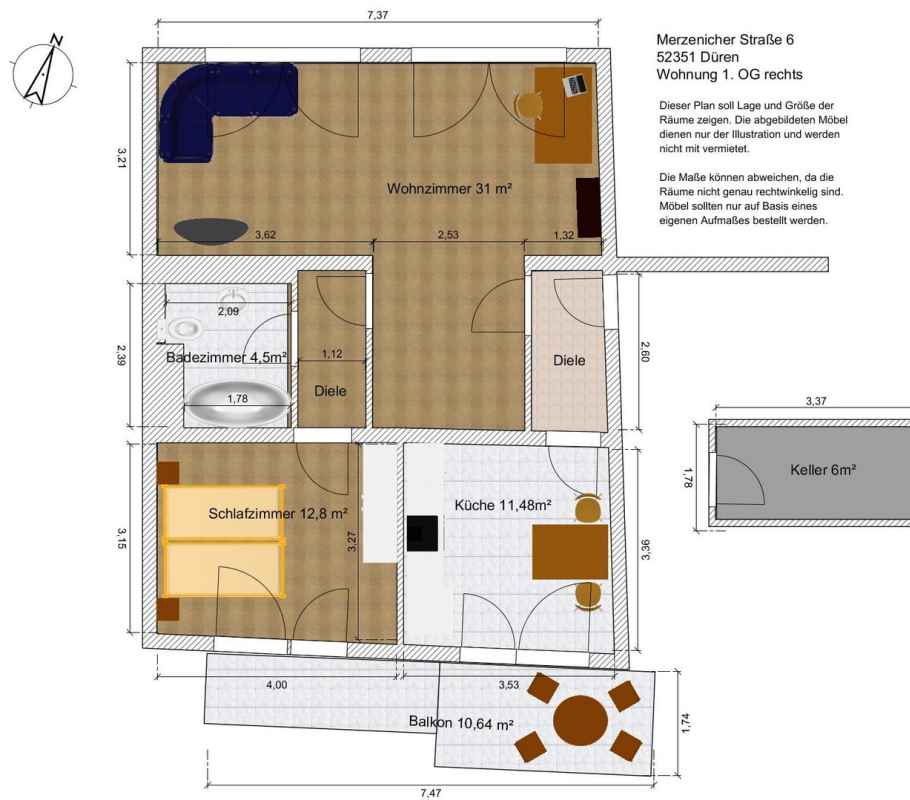 7,37
N
Merzenicher Straße 6
52351 Düren
Wohnung 1. OG rechts
Dieser Plan soll Lage und Größe der
Räume zeigen. Die abgebildeten Möbel
dienen nur der Illustration und werden
nicht mit vermietet.
Die Maße können abweichen, da die
Räume nicht genau rechtwinkelig sind.
Möbel sollten nur auf Basis eines
eigenen Aufmaßes bestellt werden.
3,21
Wohnzimmer 31 m²
3,62
2,53
1,32
2,09
2,39
Badezimmer 4,5m²
1,12
Diele
1,78
Diele
2,60
3,37
Keller 6m²
1,78
3,15
Schlafzimmer 12,8 m²
3,27
Küche 11,48m²
3,36
4,00
3,53
Balkon 10,64 m²
1,74
7,47